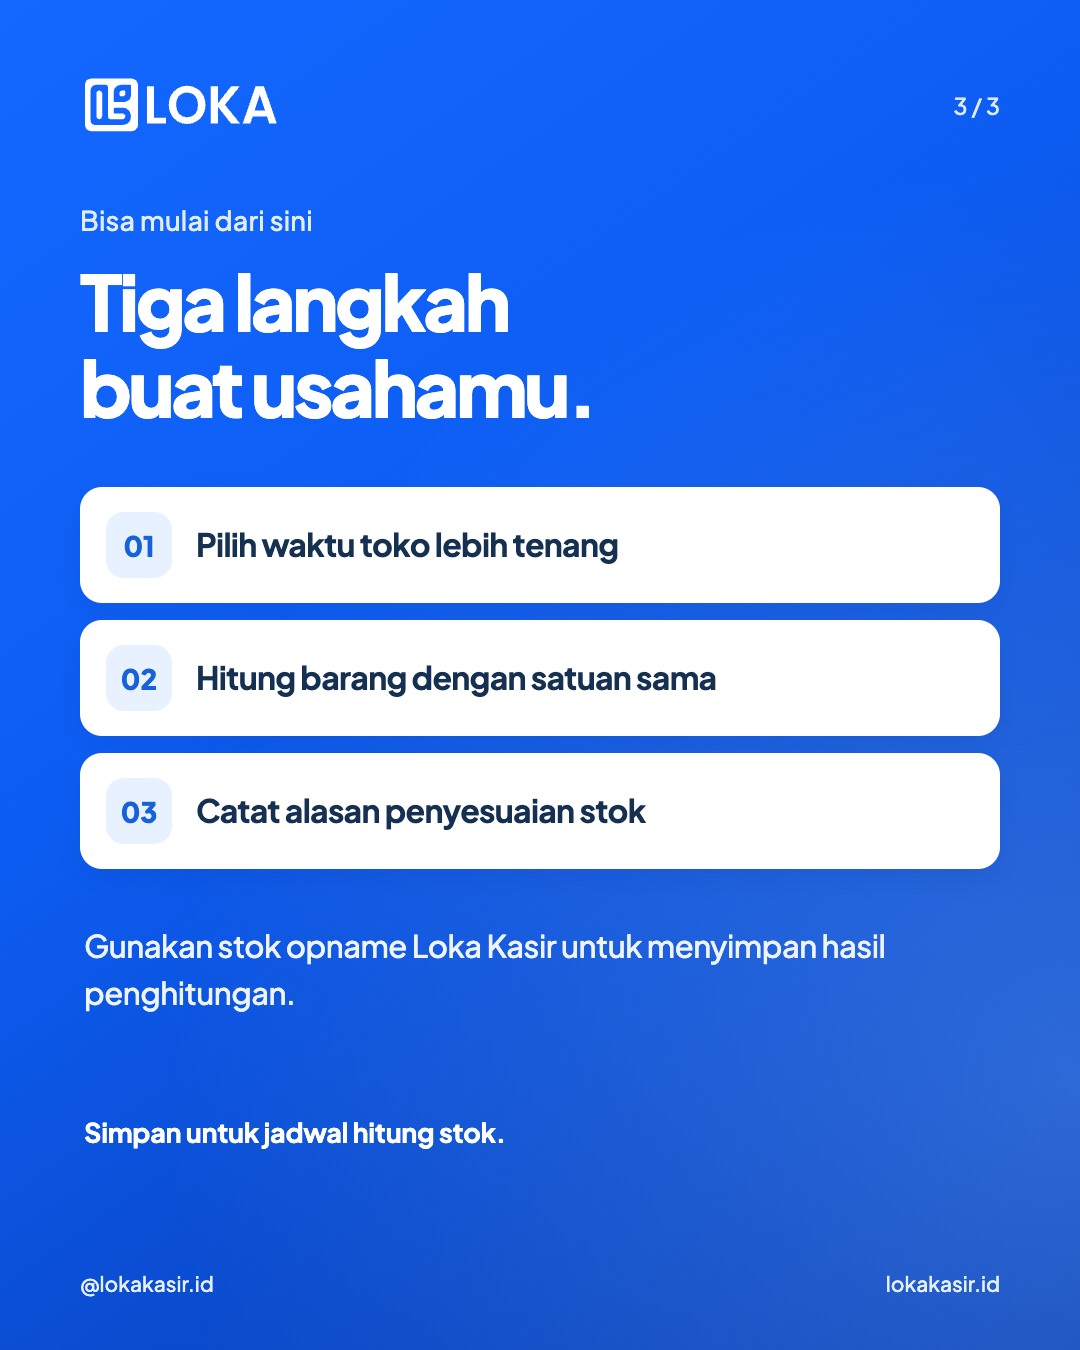 LOKA
3 / 3
Bisa mulai dari sini
Tiga langkah
buat usahamu.
01 Pilih waktu toko lebih tenang
02 Hitung barang dengan satuan sama
03 Catat alasan penyesuaian stok
Gunakan stok opname Loka Kasir untuk menyimpan hasil
penghitungan.
Simpan untuk jadwal hitung stok.
@lokakasir.id
lokakasir.id